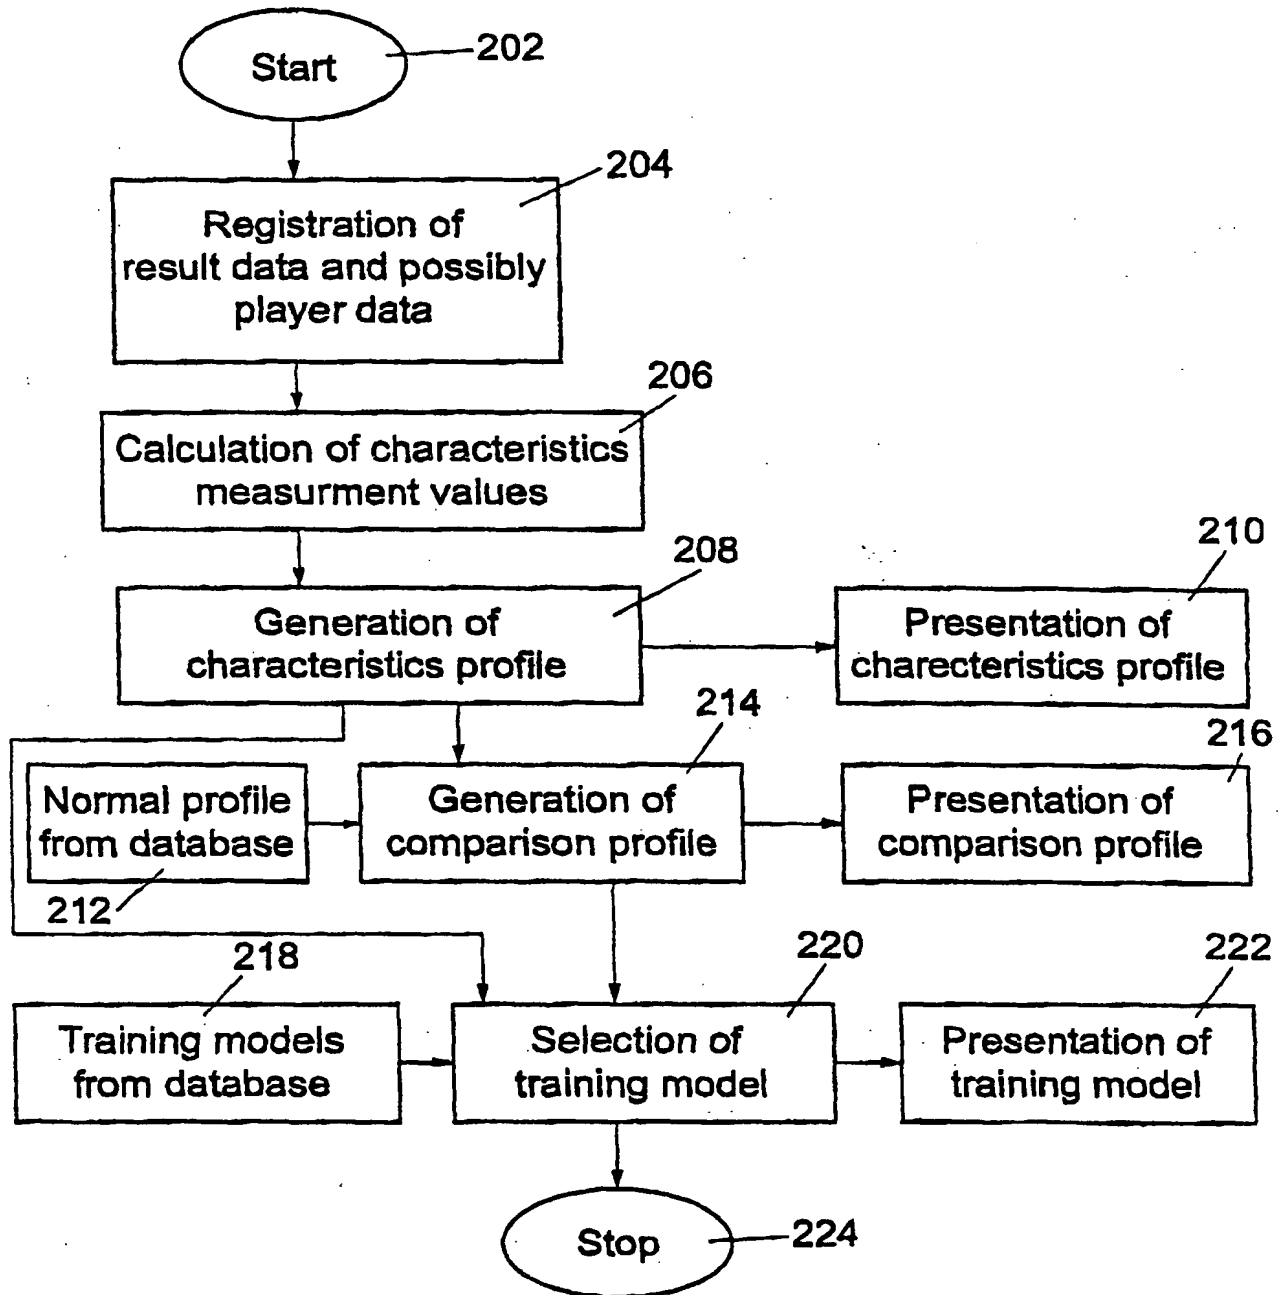 Start
202
204
Registration of
result data and possibly
player data
206
Calculation of characteristics
measurment values
208
Generation of
characteristics profile
210
Presentation of
charecteristics profile
212
Normal profile
from database
214
Generation of
comparison profile
216
Presentation of
comparison profile
218
Training models
from database
220
Selection of
training model
222
Presentation of
training model
Stop
224